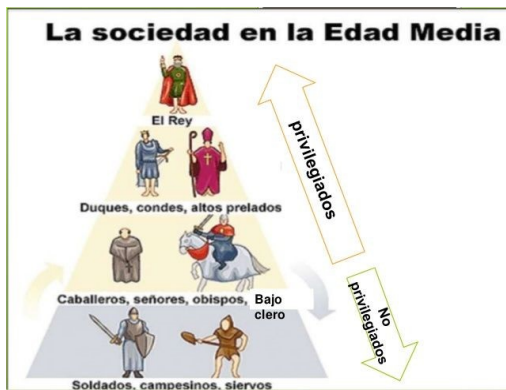 La sociedad en la Edad Media
El Rey
privilegiados
Duques, condes, altos prelados
Caballeros, señores, obispos, Bajo
clero
No
privilegiados
Soldados, campesinos, siervos